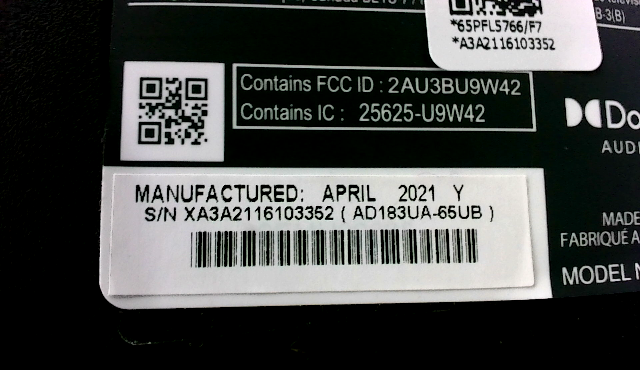 *65PFL5766/F7
B-3(B)
*A3A2116103352
Contains FCC ID : 2AU3BU9W42
Contains IC : 25625-U9W42
AUDI
MANUFACTURED: APRIL 2021 Y
S/N XA3A2116103352 ( AD183UA-65UB )
MADE
FABRIQUÉ A
MODEL N